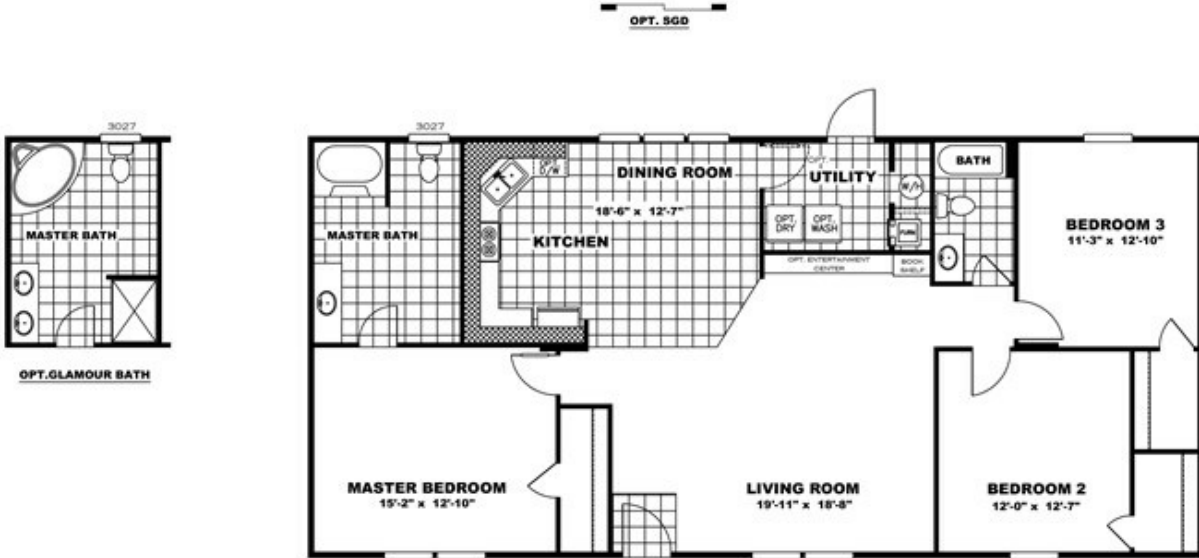 OPT. SGD
3027
MASTER BATH
OPT.GLAMOUR BATH
3027
MASTER BATH
OPT.
D/W
DINING ROOM
18'-6" x 12'-7"
KITCHEN
OPT.
UTILITY
OPT.
DRY
OPT.
WASH
W/H
FURN
BATH
BEDROOM 3
11'-3" x 12'-10"
OPT. ENTERTAINMENT
CENTER
BOOK
SHELF
MASTER BEDROOM
15'-2" x 12'-10"
LIVING ROOM
19'-11" x 18'-8"
BEDROOM 2
12'-0" x 12'-7"